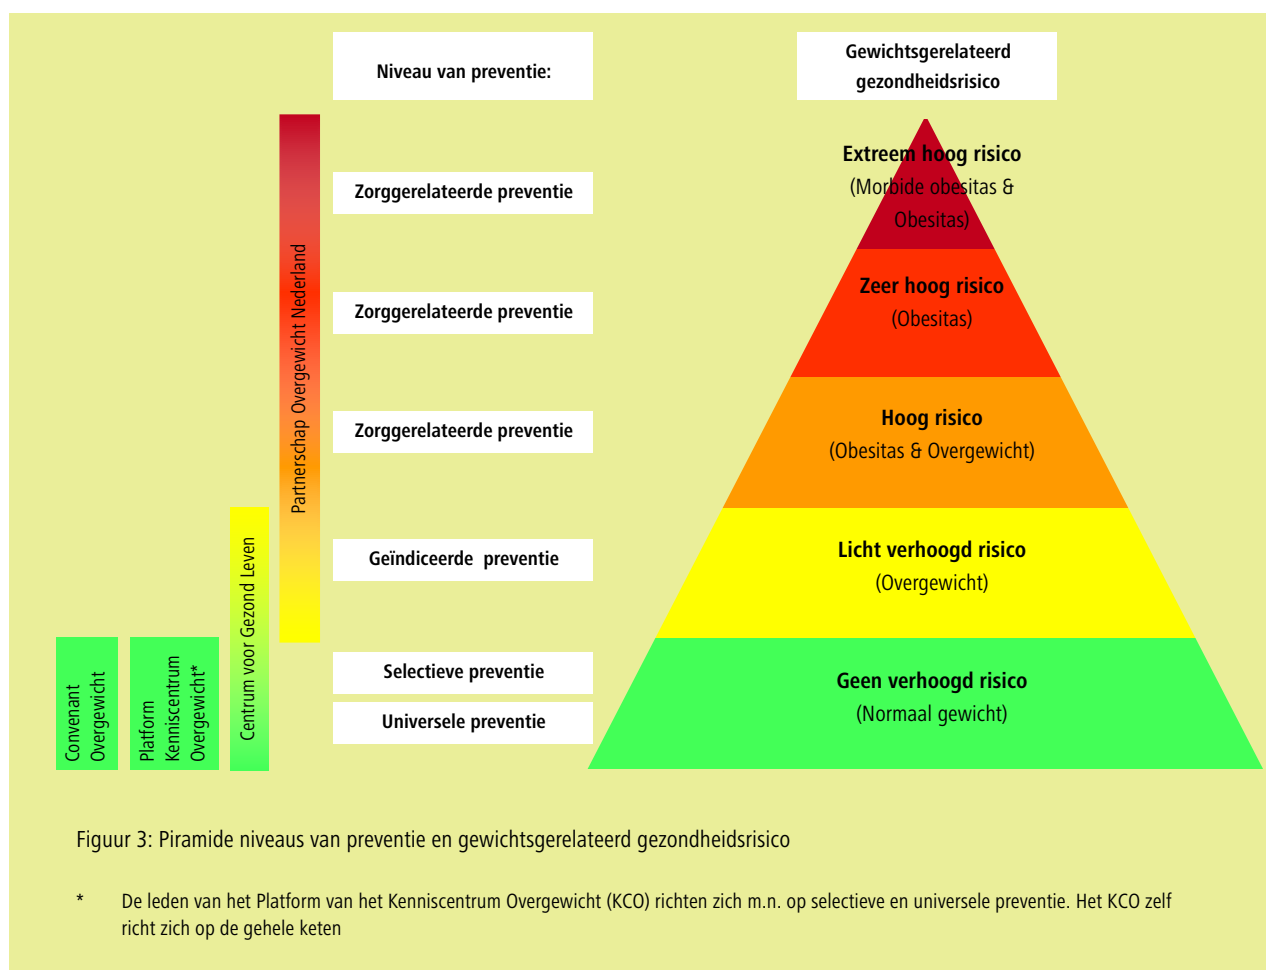 Niveau van preventie:
Gewichtsgerelateerd
gezondheidsrisico
Zorggerelateerde preventie
Extreem hoog risico
(Morbide obesitas &
Obesitas)
Zorggerelateerde preventie
Zeer hoog risico
(Obesitas)
Zorggerelateerde preventie
Hoog risico
(Obesitas & Overgewicht)
Geïndiceerde preventie
Licht verhoogd risico
(Overgewicht)
Selectieve preventie
Universele preventie
Geen verhoogd risico
(Normaal gewicht)
Convenant
Overgewicht
Platform
Kenniscentrum
Overgewicht*
Centrum voor Gezond Leven
Partnerschap Overgewicht Nederland
Figuur 3: Piramide niveaus van preventie en gewichtsgerelateerd gezondheidsrisico
* De leden van het Platform van het Kenniscentrum Overgewicht (KCO) richten zich m.n. op selectieve en universele preventie. Het KCO zelf
richt zich op de gehele keten